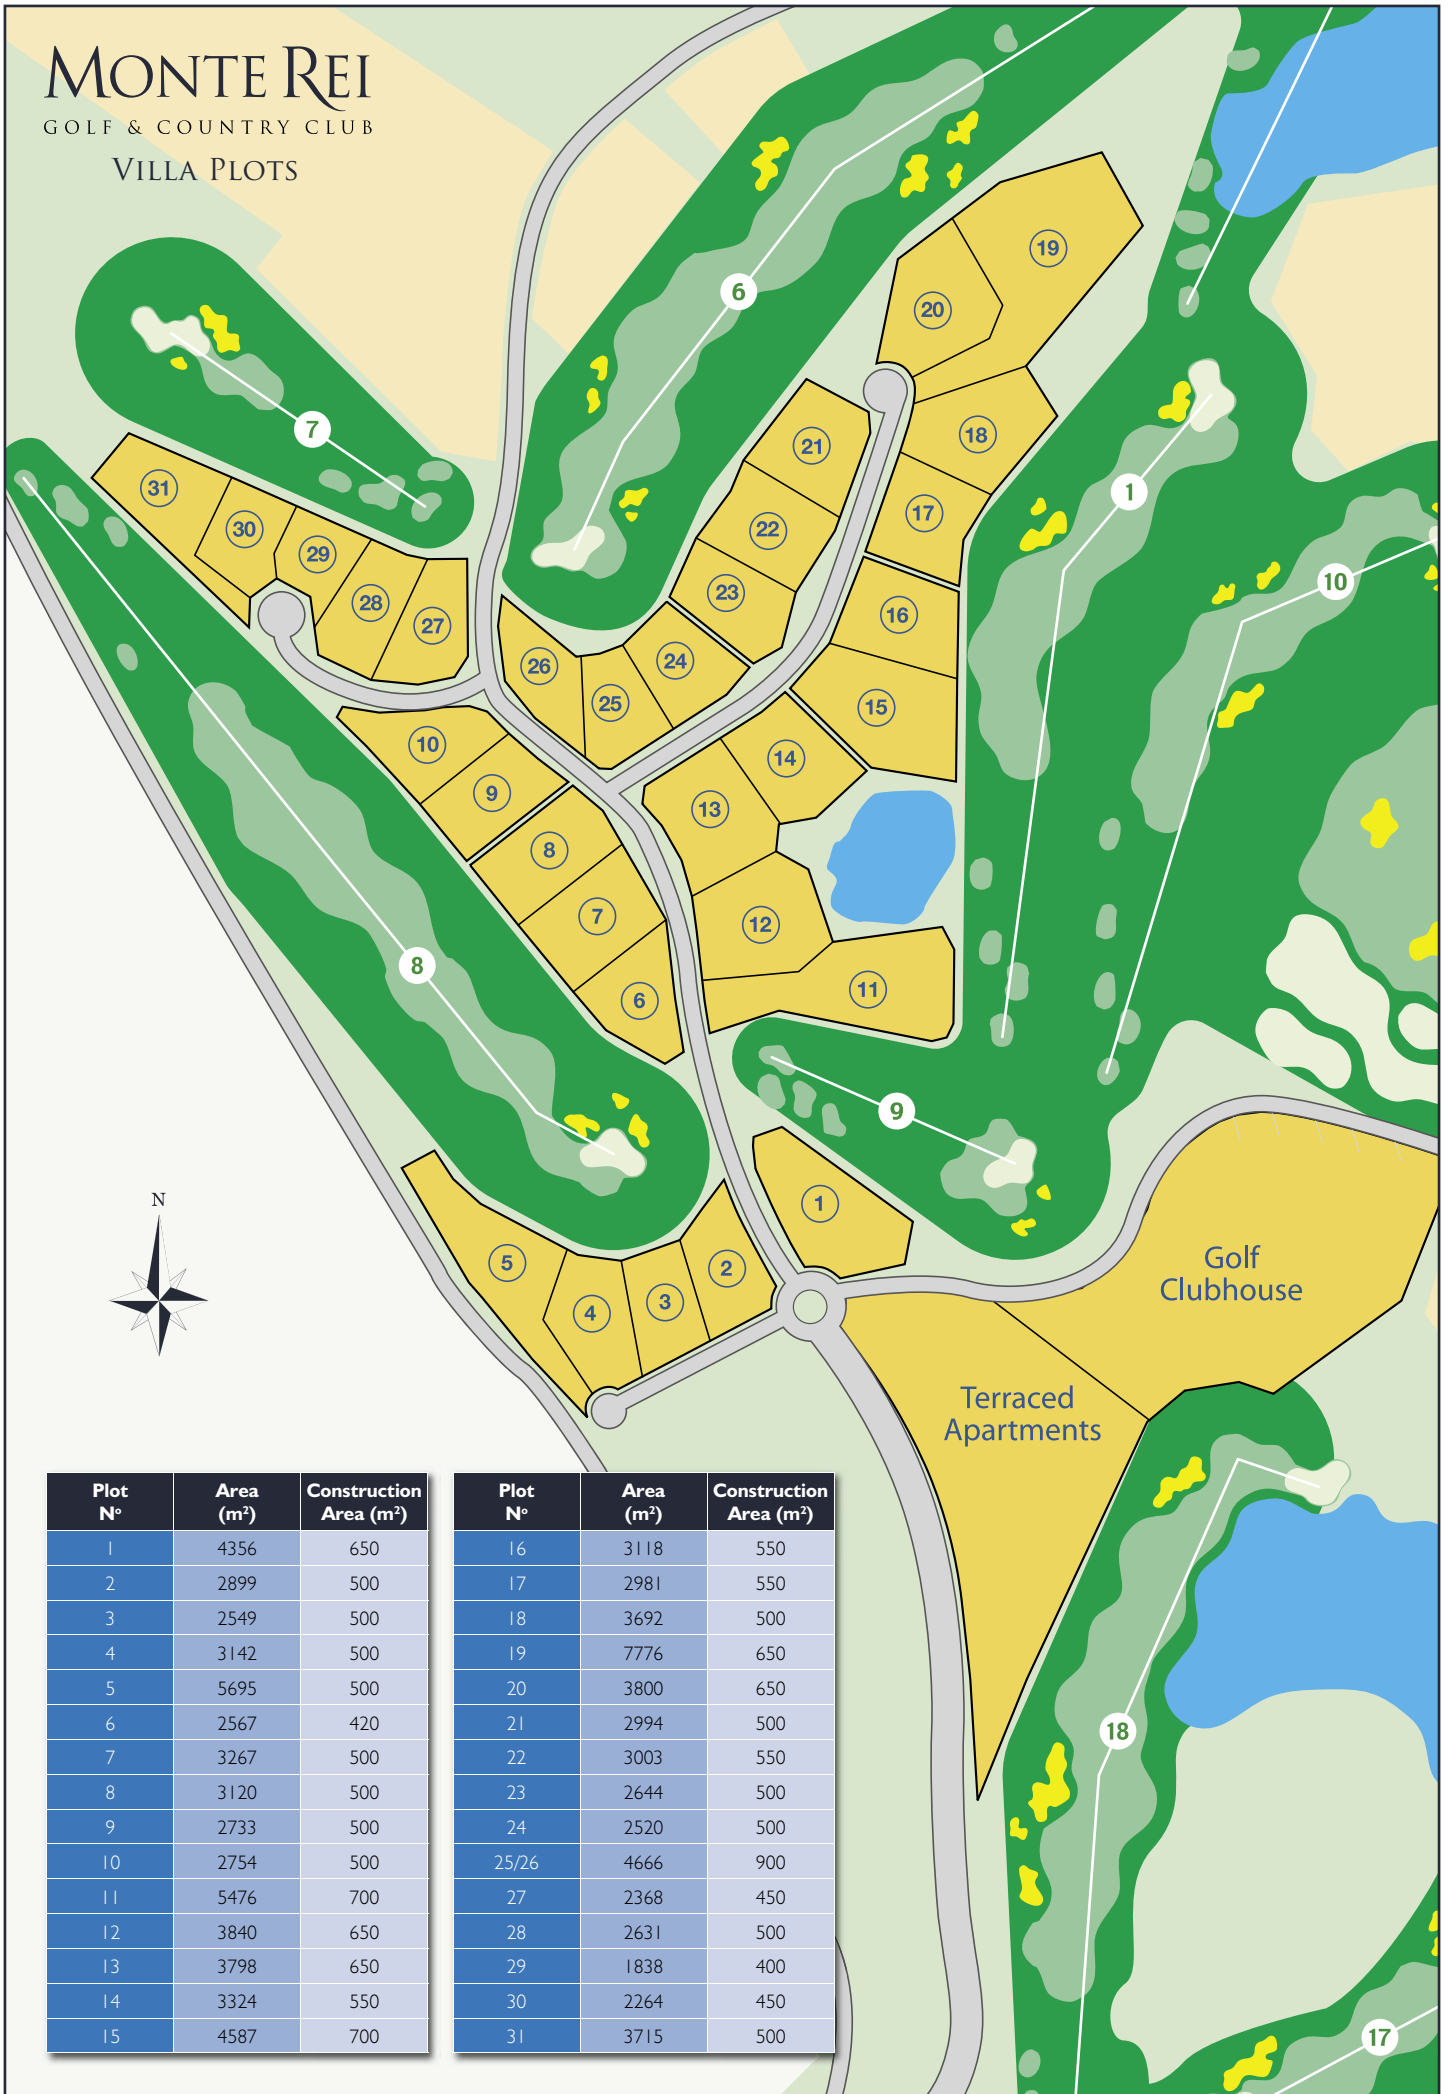 MONTE REI
GOLF & COUNTRY CLUB
VILLA PLOTS
19
20
6
7
21
18
31
1
17
30
22
29
10
23
28
16
27
26
24
25
15
10
14
9
13
8
7
12
8
11
6
9
1
5
2
3
4
N
Golf
Clubhouse
Terraced
Apartments
18
17
Plot Nº Area (m²) Construction Area (m²)
1 4356 650
2 2899 500
3 2549 500
4 3142 500
5 5695 500
6 2567 420
7 3267 500
8 3120 500
9 2733 500
10 2754 500
11 5476 700
12 3840 650
13 3798 650
14 3324 550
15 4587 700
Plot Nº Area (m²) Construction Area (m²)
16 3118 550
17 2981 550
18 3692 500
19 7776 650
20 3800 650
21 2994 500
22 3003 550
23 2644 500
24 2520 500
25/26 4666 900
27 2368 450
28 2631 500
29 1838 400
30 2264 450
31 3715 500